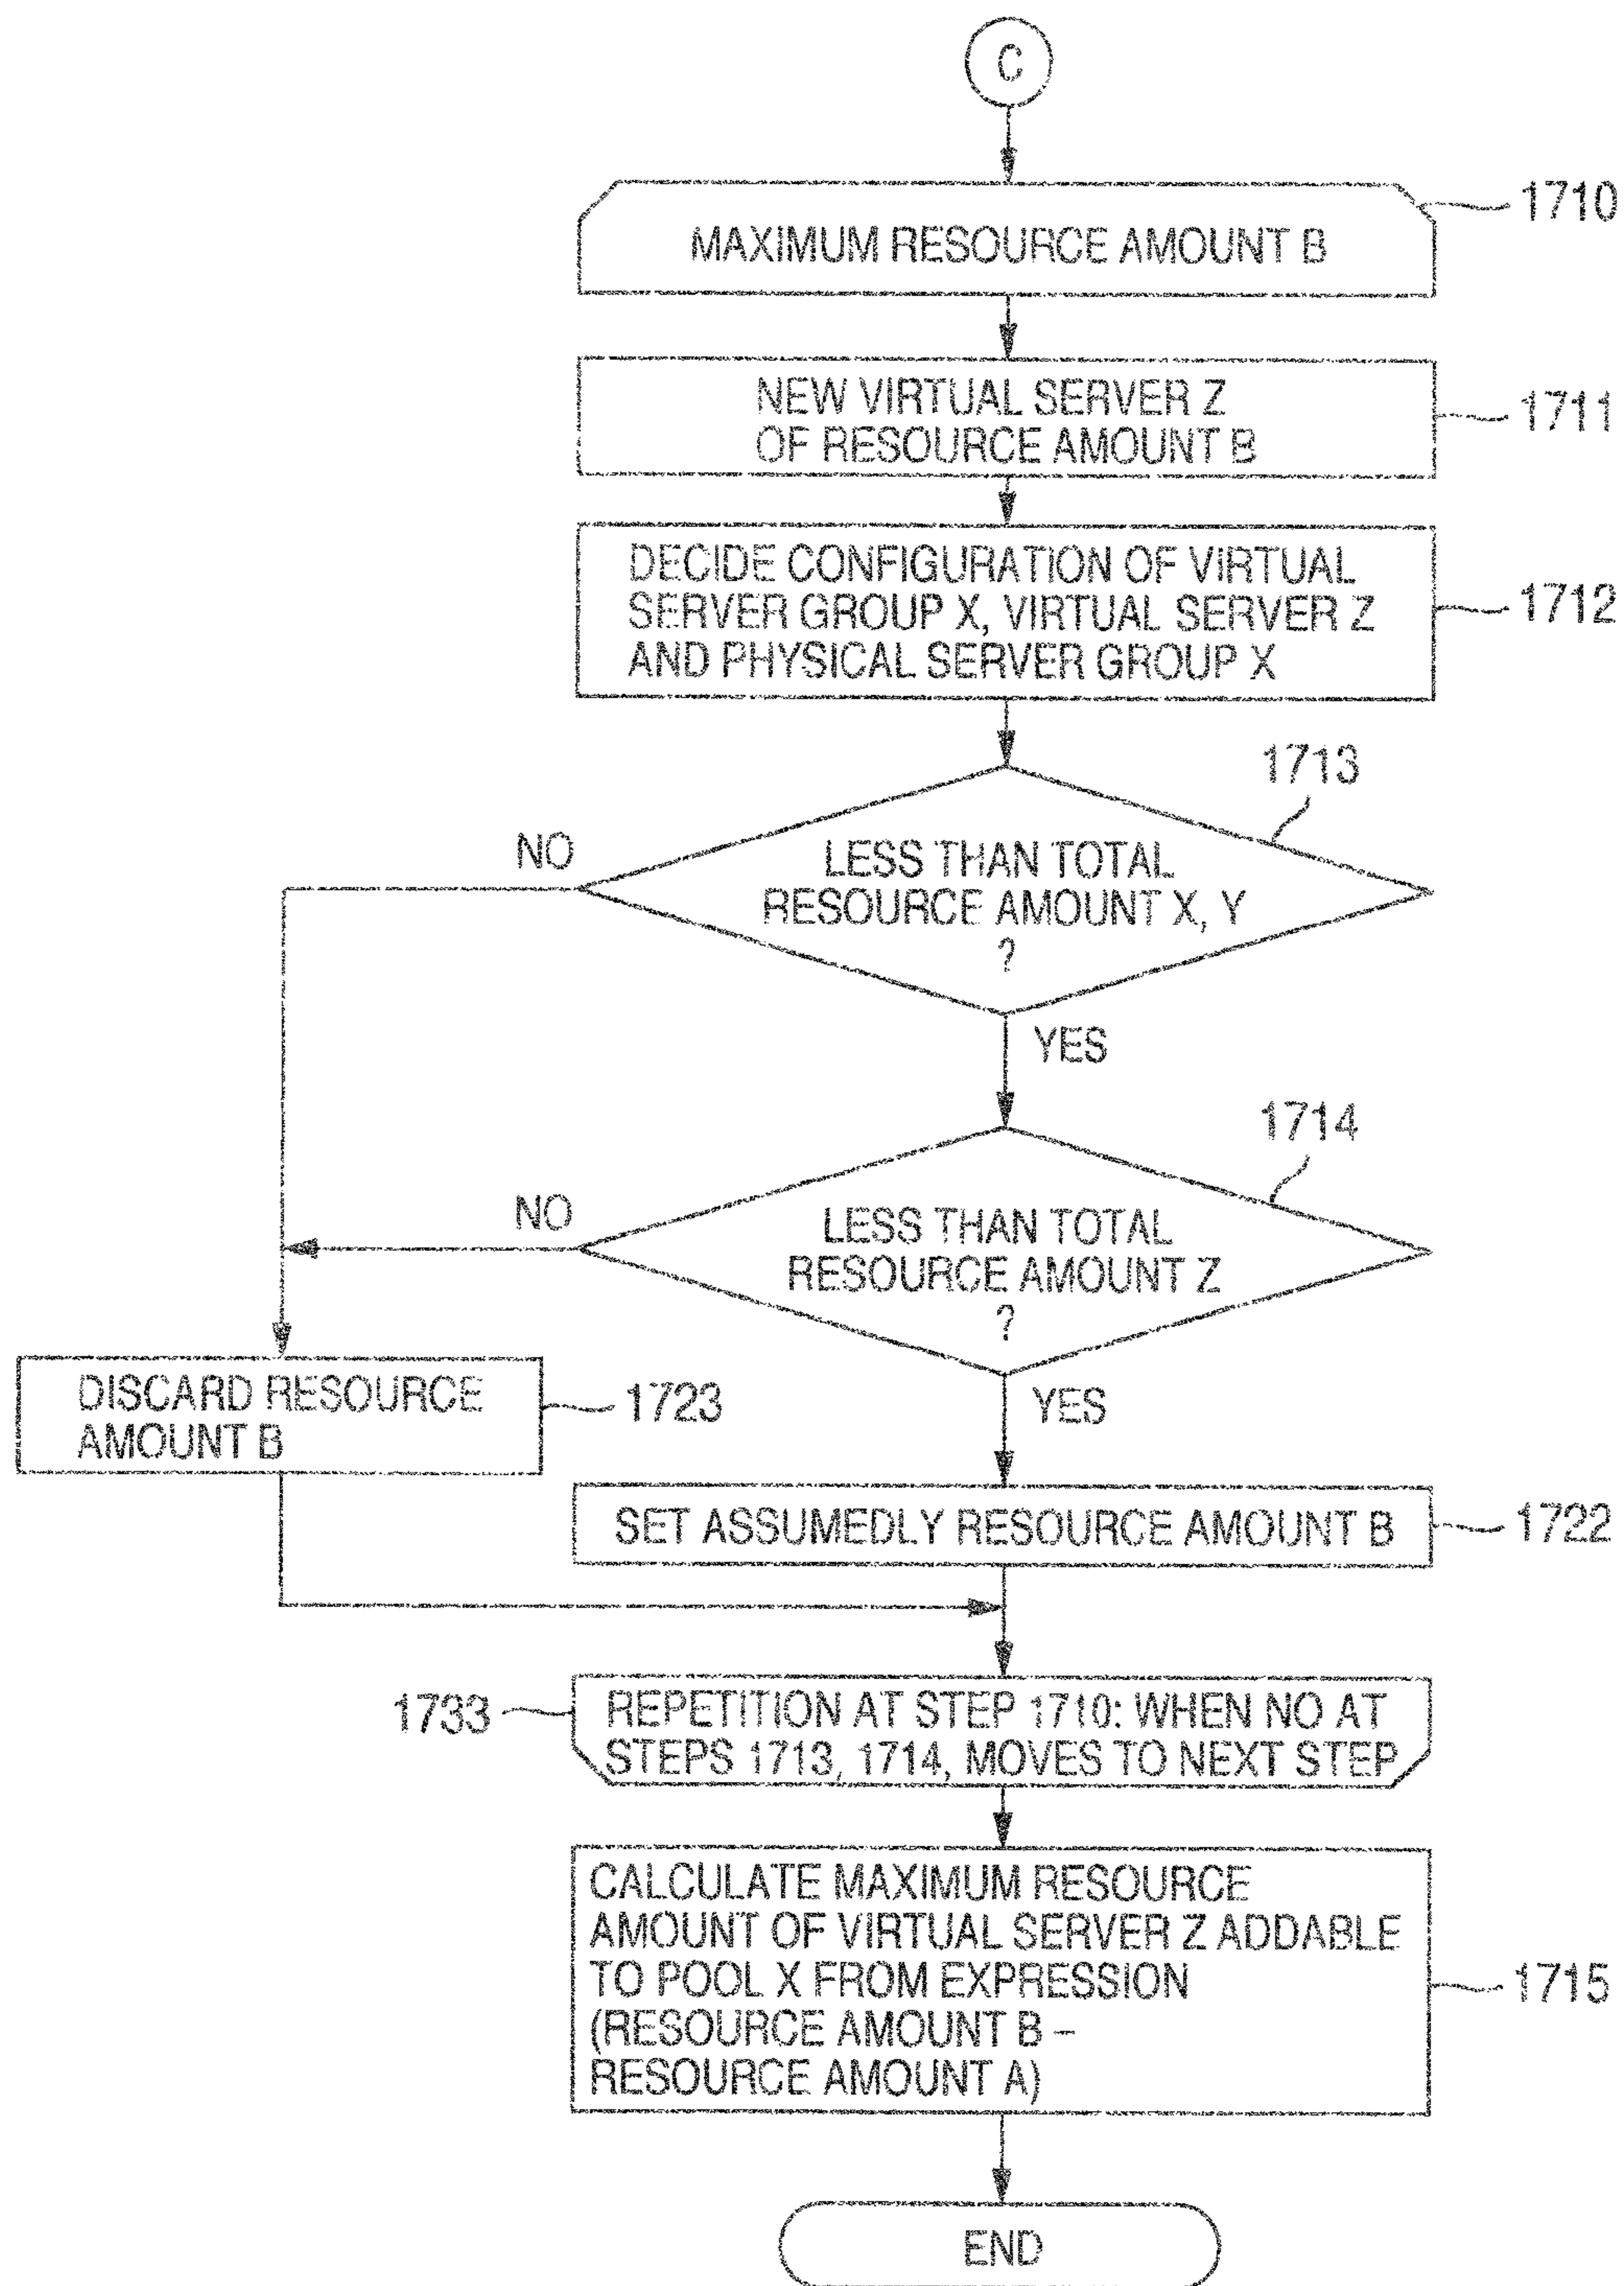 C
1710
MAXIMUM RESOURCE AMOUNT B
NEW VIRTUAL SERVER Z
OF RESOURCE AMOUNT B
1711
DECIDE CONFIGURATION OF VIRTUAL
SERVER GROUP X, VIRTUAL SERVER Z
AND PHYSICAL SERVER GROUP X
1712
1713
NO
LESS THAN TOTAL
RESOURCE AMOUNT X, Y
?
YES
1714
NO
LESS THAN TOTAL
RESOURCE AMOUNT Z
?
YES
DISCARD RESOURCE
AMOUNT B
1723
SET ASSUMEDLY RESOURCE AMOUNT B
1722
1733
REPETITION AT STEP 1710: WHEN NO AT
STEPS 1713, 1714, MOVES TO NEXT STEP
CALCULATE MAXIMUM RESOURCE
AMOUNT OF VIRTUAL SERVER Z ADDABLE
TO POOL X FROM EXPRESSION
(RESOURCE AMOUNT B –
RESOURCE AMOUNT A)
1715
END